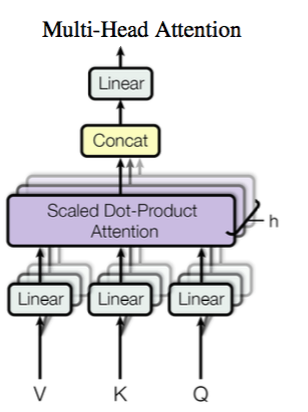 Multi-Head Attention
Linear
Concat
Scaled Dot-Product
Attention
h
Linear Linear Linear
V K Q